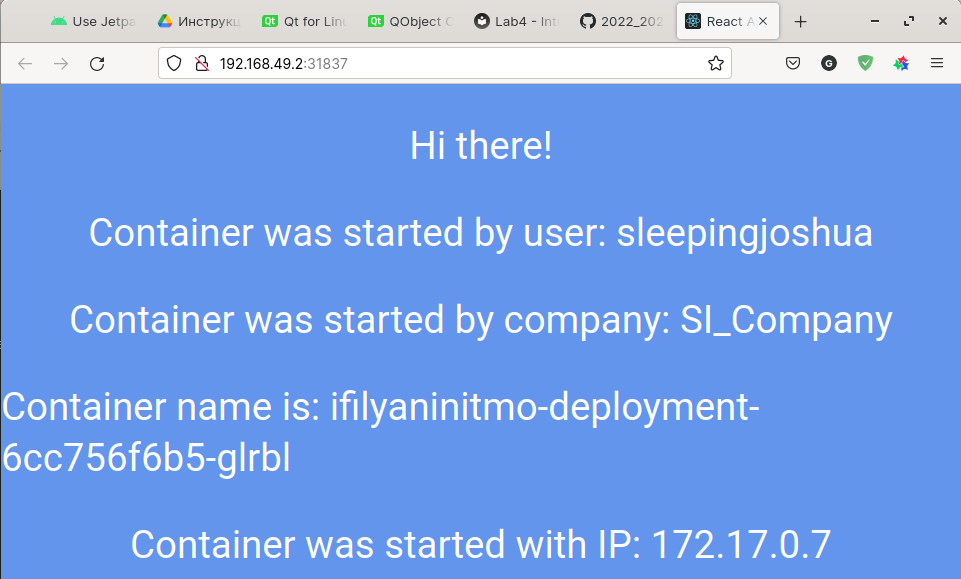 Use Jetpa Инструкц Qt for Linu QObject C Lab4 - Int 2022_202 React A
192.168.49.2:31837
Hi there!
Container was started by user: sleepingjoshua
Container was started by company: Sl_Company
Container name is: ifilyaninitmo-deployment-
6cc756f6b5-glrbl
Container was started with IP: 172.17.0.7